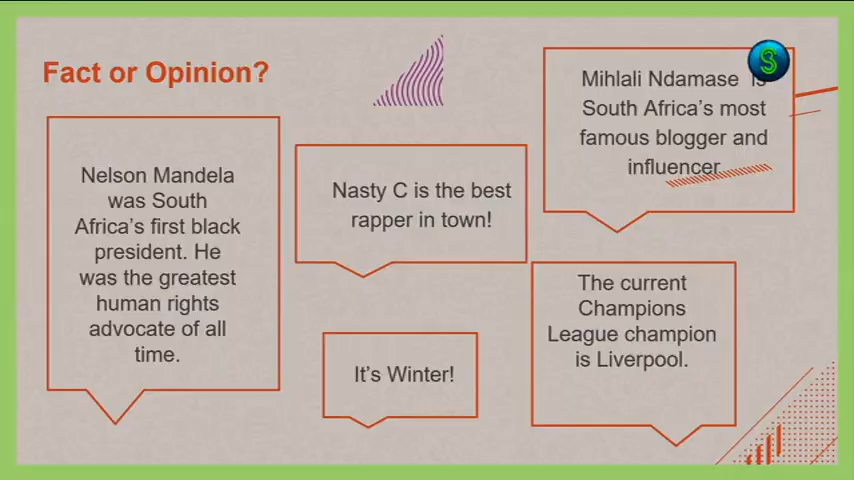 Fact or Opinion?
Nelson Mandela
was South
Africa’s first black
president. He
was the greatest
human rights
advocate of all
time.
Nasty C is the best
rapper in town!
It’s Winter!
Mihlali Ndamase is
South Africa’s most
famous blogger and
influencer
The current
Champions
League champion
is Liverpool.
S